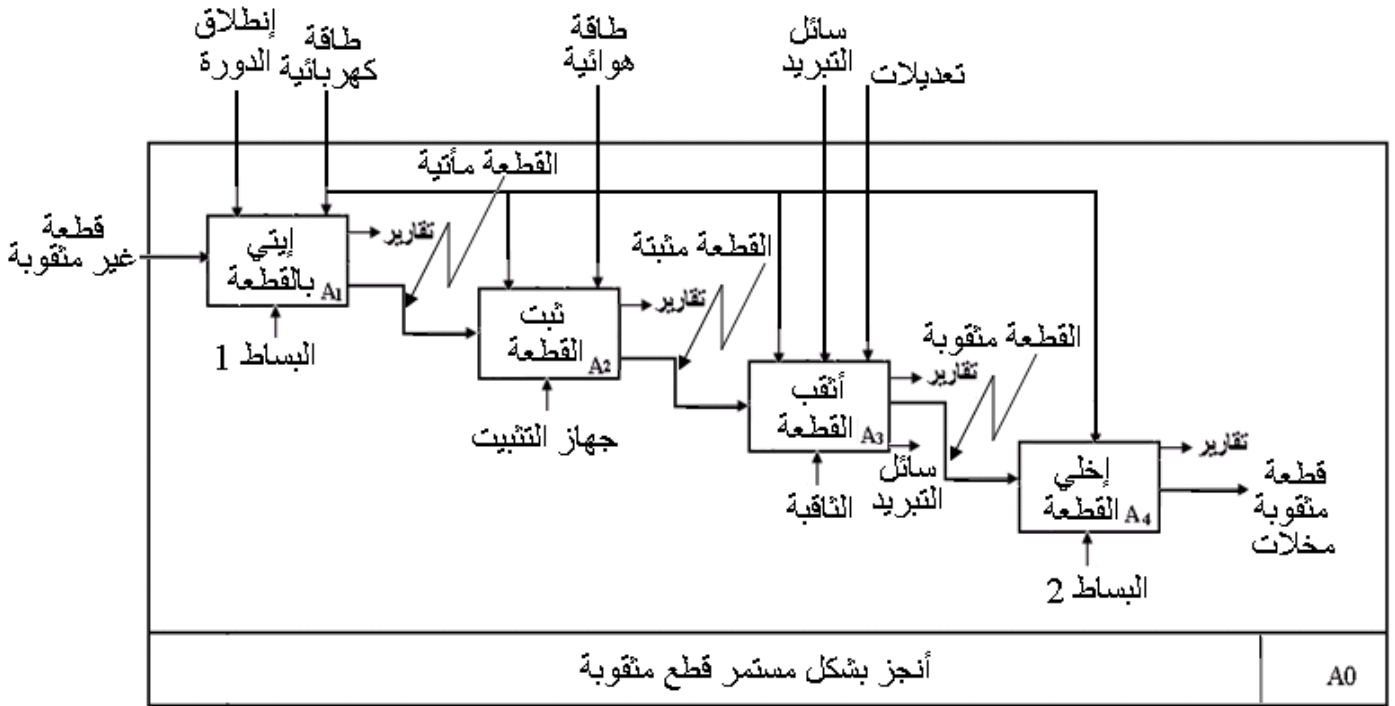 إنطلاق
الدورة
طاقة
كهربائية
طاقة
هوائية
سائل
التبريد
تعديلات
القطعة مأتية
قطعة
غير مثقوبة
إيتي
بالقطعة
A1
تقارير
البساط 1
القطعة مثبتة
ثبت
القطعة
A2
تقارير
جهاز التثبيت
القطعة مثقوبة
أثقب
القطعة
A3
تقارير
سائل
التبريد
الثاقبة
إخلي
القطعة
A4
تقارير
قطعة
مثقوبة
مخلات
البساط 2
أنجز بشكل مستمر قطع مثقوبة
A0